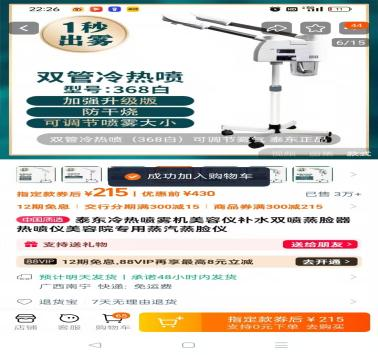 22:26
44
6/15
1秒
出雾
双管冷热喷
型号:368白
加强升级版
防干烧
可调节喷雾大小
双管冷热喷（368白）可调节雾气 泰东正品
款式
成功加入购物车
指定款券后¥215 优惠前¥430
已售 3万+
12期免息 交行分期满300减15 商品券满300减215
中国质造 泰东冷热喷雾机美容仪补水双喷蒸脸器
热喷仪美容院专用蒸汽蒸脸仪
支持送礼物
送给朋友>
88VIP 12期免息,88VIP再享最高8元立减
去开通>
预计明天发货 承诺48小时内发货
广西南宁 快递: 免运费
退货宝 7天无理由退货
店铺
客服
购物车
65
指定款券后 ¥ 215
支持0元下单 去购买